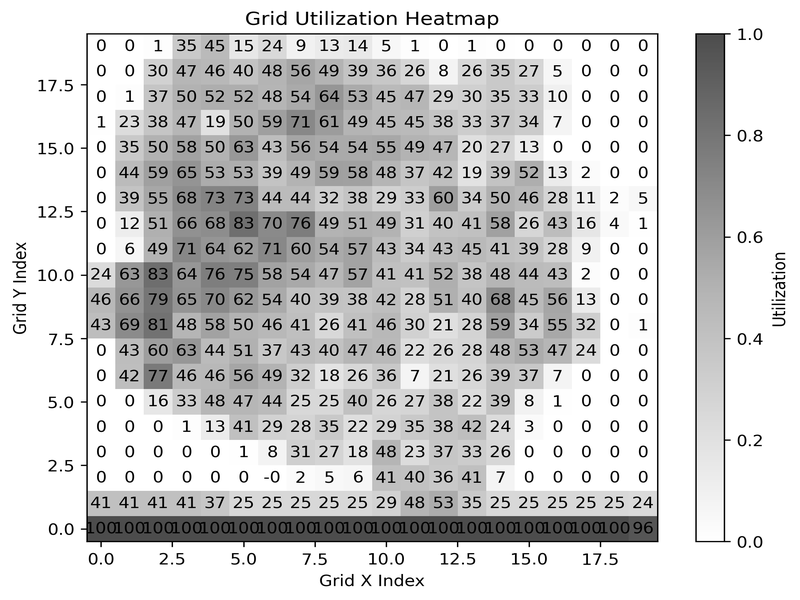 Grid Utilization Heatmap
0 0 1 35 45 15 24 9 13 14 5 1 0 1 0 0 0 0 0 0
1.0
17.5
0 0 30 47 46 40 48 56 49 39 36 26 8 26 35 27 5 0 0 0
0 1 37 50 52 52 48 54 64 53 45 47 29 30 35 33 10 0 0 0
1 23 38 47 19 50 59 71 61 49 45 45 38 33 37 34 7 0 0 0
0.8
15.0
0 35 50 58 50 63 43 56 54 54 55 49 47 20 27 13 0 0 0 0
0 44 59 65 53 53 39 49 59 58 48 37 42 19 39 52 13 2 0 0
0 39 55 68 73 73 44 44 32 38 29 33 60 34 50 46 28 11 2 5
12.5
0 12 51 66 68 83 70 76 49 51 49 31 40 41 58 26 43 16 4 1
0.6
0 6 49 71 64 62 71 60 54 57 43 34 43 45 41 39 28 9 0 0
10.0
24 63 83 64 76 75 58 54 47 57 41 41 52 38 48 44 43 2 0 0
Grid Y Index
Utilization
46 66 79 65 70 62 54 40 39 38 42 28 51 40 68 45 56 13 0 0
43 69 81 48 58 50 46 41 26 41 46 30 21 28 59 34 55 32 0 1
7.5
0 43 60 63 44 51 37 43 40 47 46 22 26 28 48 53 47 24 0 0
0.4
0 42 77 46 46 56 49 32 18 26 36 7 21 26 39 37 7 0 0 0
5.0
0 0 16 33 48 47 44 25 25 40 26 27 38 22 39 8 1 0 0 0
0 0 0 1 13 41 29 28 35 22 29 35 38 42 24 3 0 0 0 0
0 0 0 0 0 1 8 31 27 18 48 23 37 33 26 0 0 0 0 0
0.2
2.5
0 0 0 0 0 0 -0 2 5 6 41 40 36 41 7 0 0 0 0 0
41 41 41 41 37 25 25 25 25 25 29 48 53 35 25 25 25 25 25 24
0.0
100 100 100 100 100 100 100 100 100 100 100 100 100 100 100 100 100 100 100 96
0.0
0.0 2.5 5.0 7.5 10.0 12.5 15.0 17.5
Grid X Index